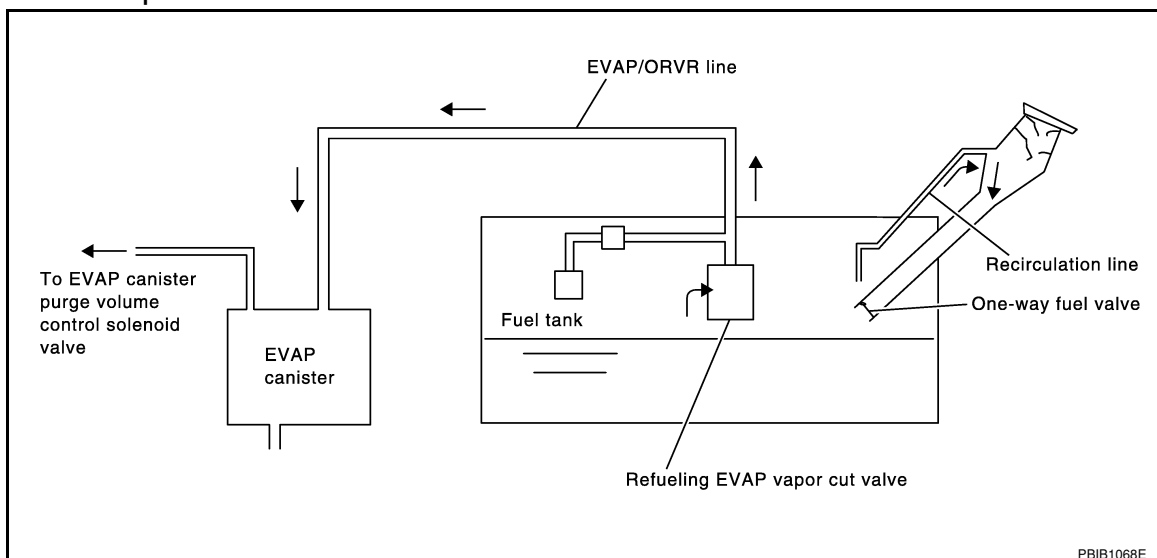 EVAP/ORVR line
To EVAP canister
purge volume
control solenoid
valve
EVAP
canister
Fuel tank
Recirculation line
One-way fuel valve
Refueling EVAP vapor cut valve
PBIB1068E